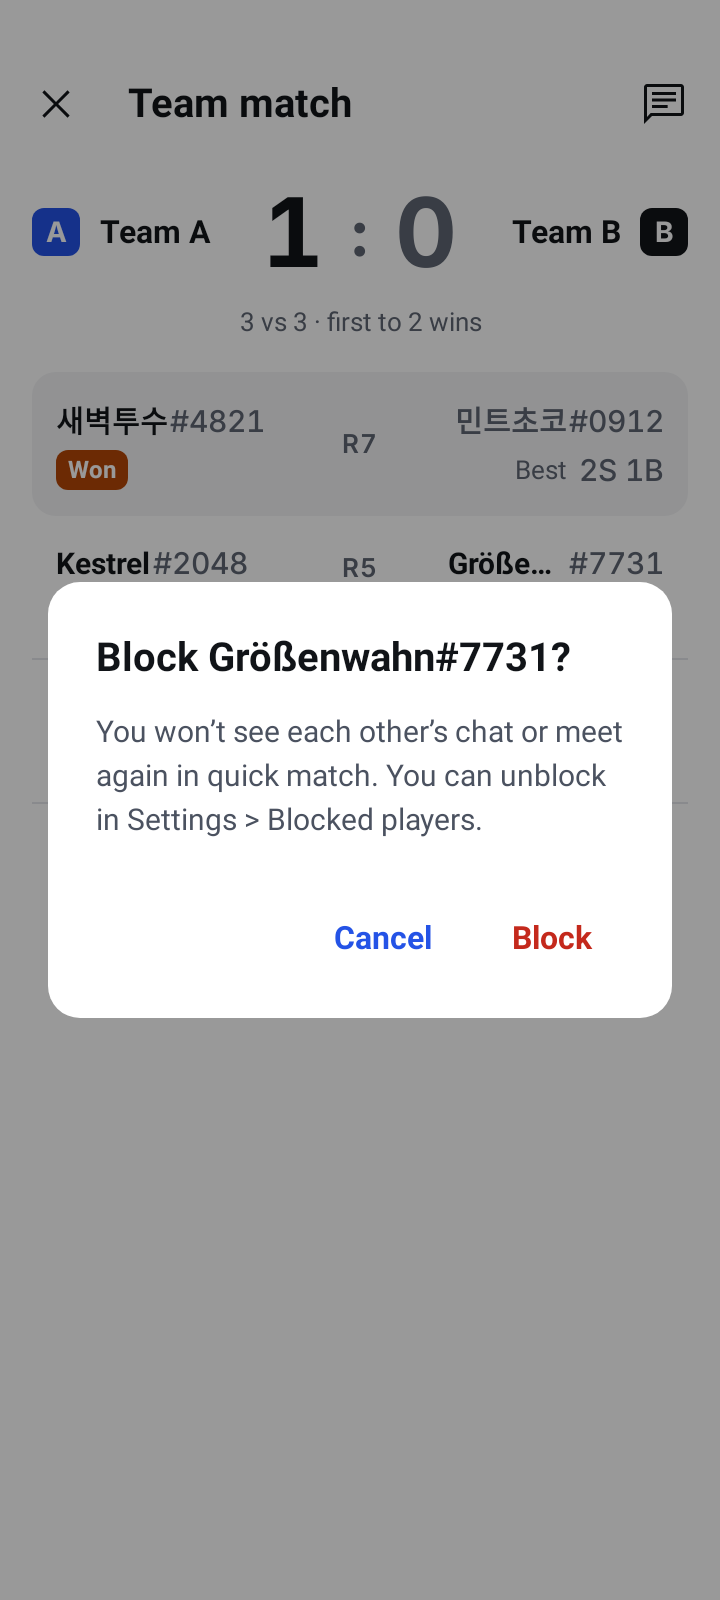 Team match
A Team A 1 : 0 Team B B
3 vs 3 · first to 2 wins
새벽투수#4821 R7 민트초코#0912
Won Best 2S 1B
Kestrel#2048 R5 Größe… #7731
Block Größenwahn#7731?
You won’t see each other’s chat or meet
again in quick match. You can unblock
in Settings > Blocked players.
Cancel Block